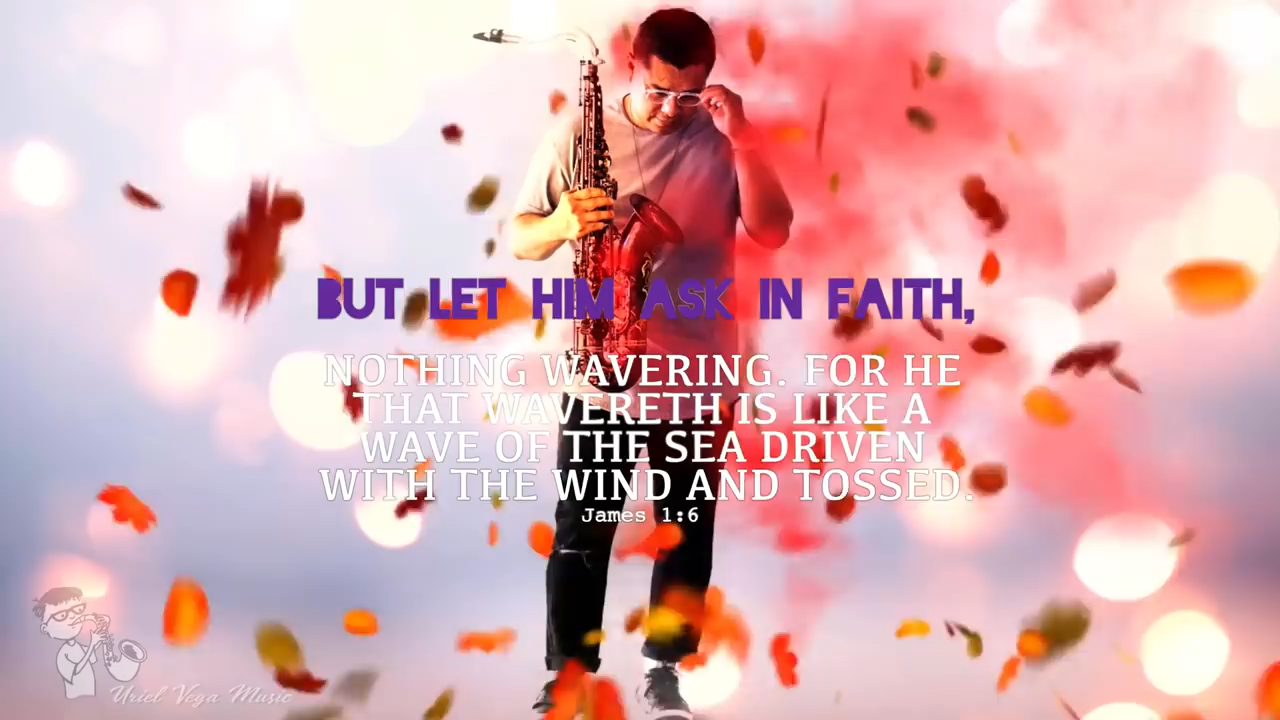 BUT LET HIM ASK IN FAITH,
NOTHING WAVERING. FOR HE
THAT WAVERETH IS LIKE A
WAVE OF THE SEA DRIVEN
WITH THE WIND AND TOSSED.
James 1:6
Uriel Vega Music